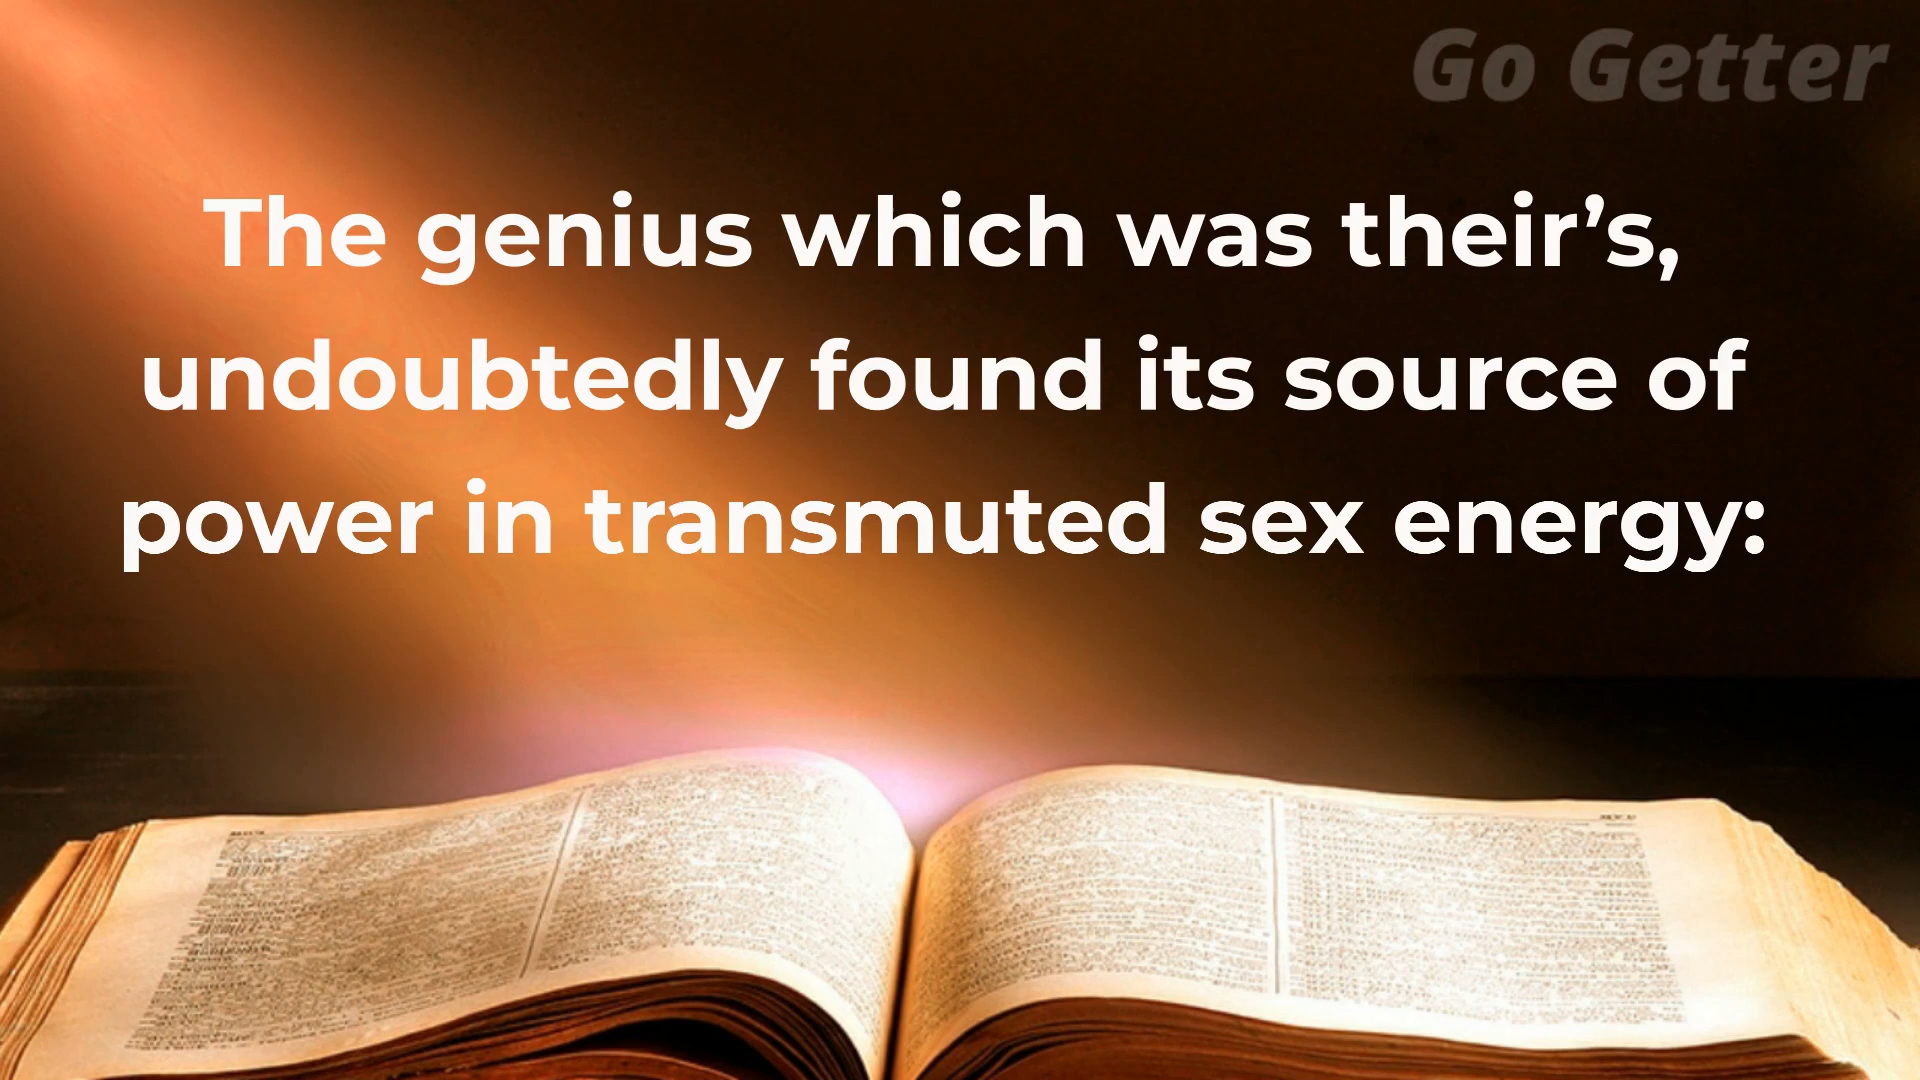 Go Getter
The genius which was their’s,
undoubtedly found its source of
power in transmuted sex energy: